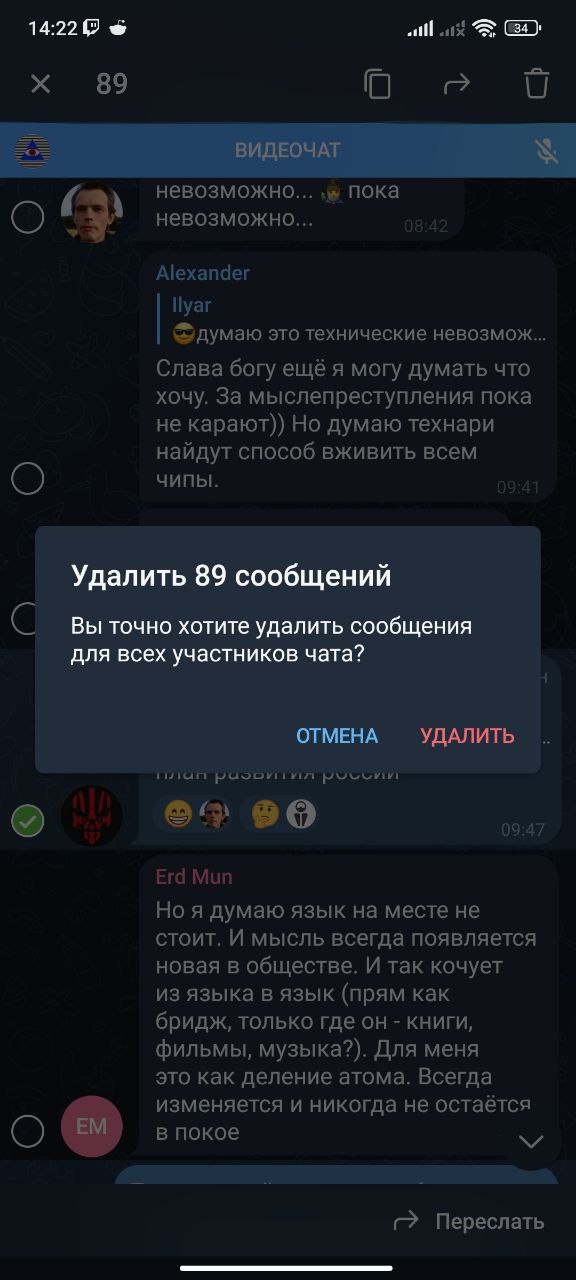 14:22
34
89
ВИДЕОЧАТ
невозможно... пока
невозможно...
08:42
Alexander
Ilyar
😎думаю это технические невозмож...
Слава богу ещё я могу думать что
хочу. За мыслепреступления пока
не карают)) Но думаю технари
найдут способ вживить всем
чипы.
09:41
Удалить 89 сообщений
Вы точно хотите удалить сообщения
для всех участников чата?
ОТМЕНА УДАЛИТЬ
план развития россии
09:47
Erd Mun
Но я думаю язык на месте не
стоит. И мысль всегда появляется
новая в обществе. И так кочует
из языка в язык (прям как
бридж, только где он - книги,
фильмы, музыка?). Для меня
это как деление атома. Всегда
изменяется и никогда не остаётся
в покое
EM
Переслать